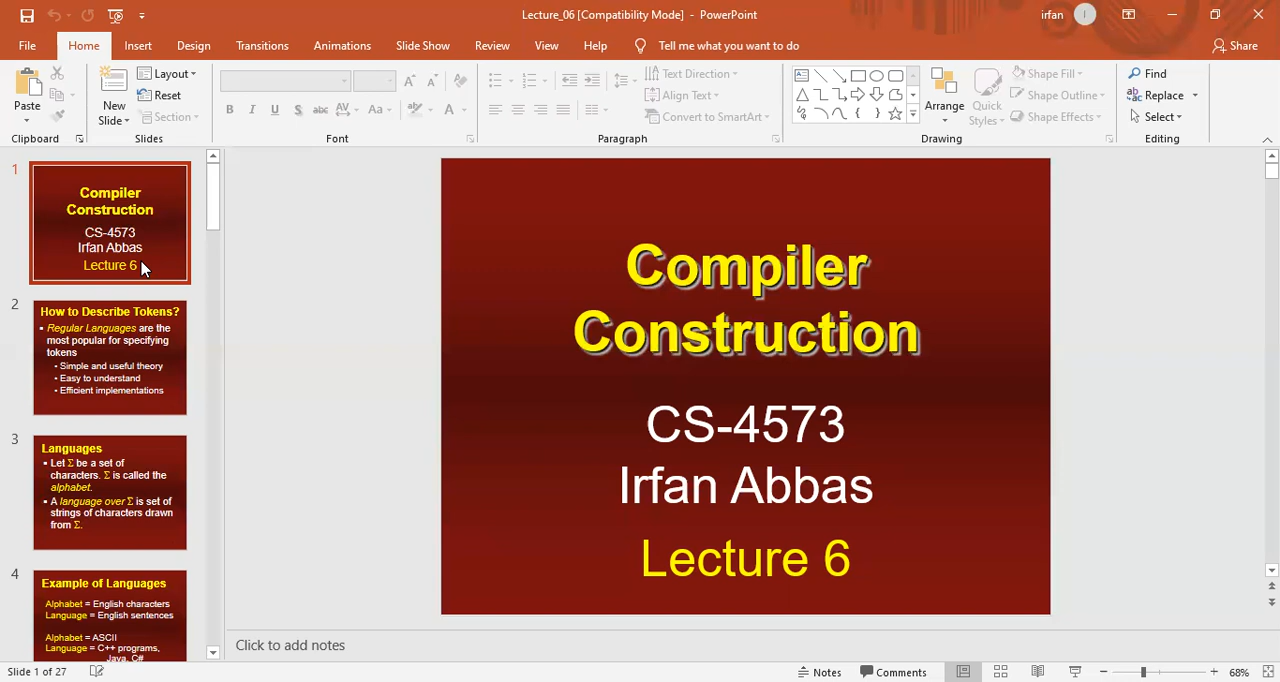 Lecture_06 [Compatibility Mode] - PowerPoint
irfan
I
File Home Insert Design Transitions Animations Slide Show Review View Help Tell me what you want to do Share
Paste
Clipboard
New
Slide
Layout
Reset
Section
Slides
B I U S abc AV Aa ab A
Font
Text Direction
Align Text
Convert to SmartArt
Paragraph
Arrange
Quick
Styles
Shape Fill
Shape Outline
Shape Effects
Drawing
Find
Replace
Select
Editing
1
Compiler
Construction
CS-4573
Irfan Abbas
Lecture 6
2
How to Describe Tokens?
▪ Regular Languages are the
most popular for specifying
tokens
• Simple and useful theory
• Easy to understand
• Efficient implementations
3
Languages
▪ Let Σ be a set of
characters. Σ is called the
alphabet.
▪ A language over Σ is set of
strings of characters drawn
from Σ.
4
Example of Languages
Alphabet = English characters
Language = English sentences
Alphabet = ASCII
Language = C++ programs,
Java, C#
Compiler
Construction
CS-4573
Irfan Abbas
Lecture 6
Click to add notes
Slide 1 of 27
Notes
Comments
68%